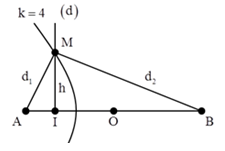 k = 4 (d)
M
d₁ h d₂
A I O B